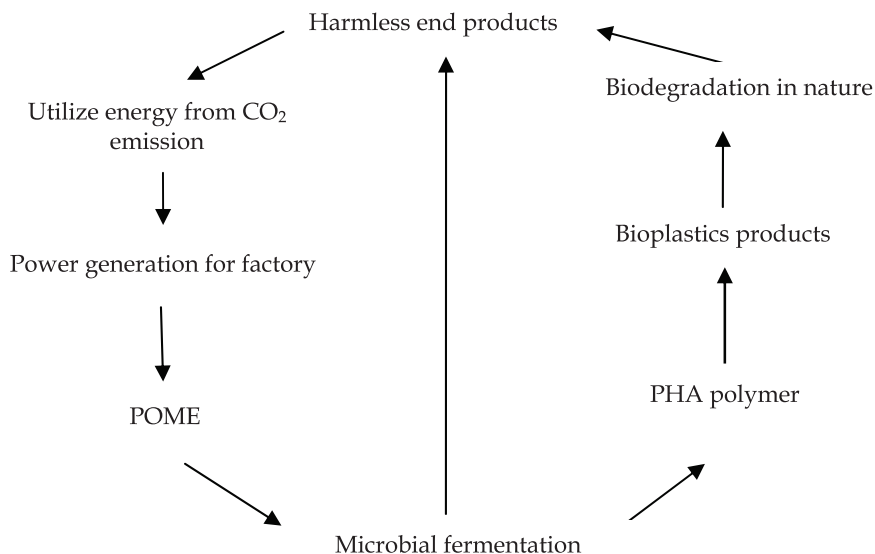 Harmless end products
Biodegradation in nature
Utilize energy from CO₂
emission
Bioplastics products
Power generation for factory
PHA polymer
POME
Microbial fermentation